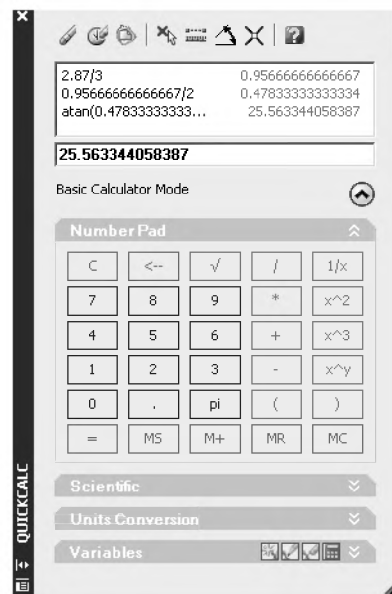 2.87/3 0.95666666666667
0.95666666666667/2 0.47833333333334
atan(0.47833333333... 25.563344058387
25.563344058387
Basic Calculator Mode
Number Pad
C <-- √ / 1/x
7 8 9 * x^2
4 5 6 + x^3
1 2 3 - x^y
0 . pi ( )
= MS M+ MR MC
Scientific
Units Conversion
Variables
QUICKCALC